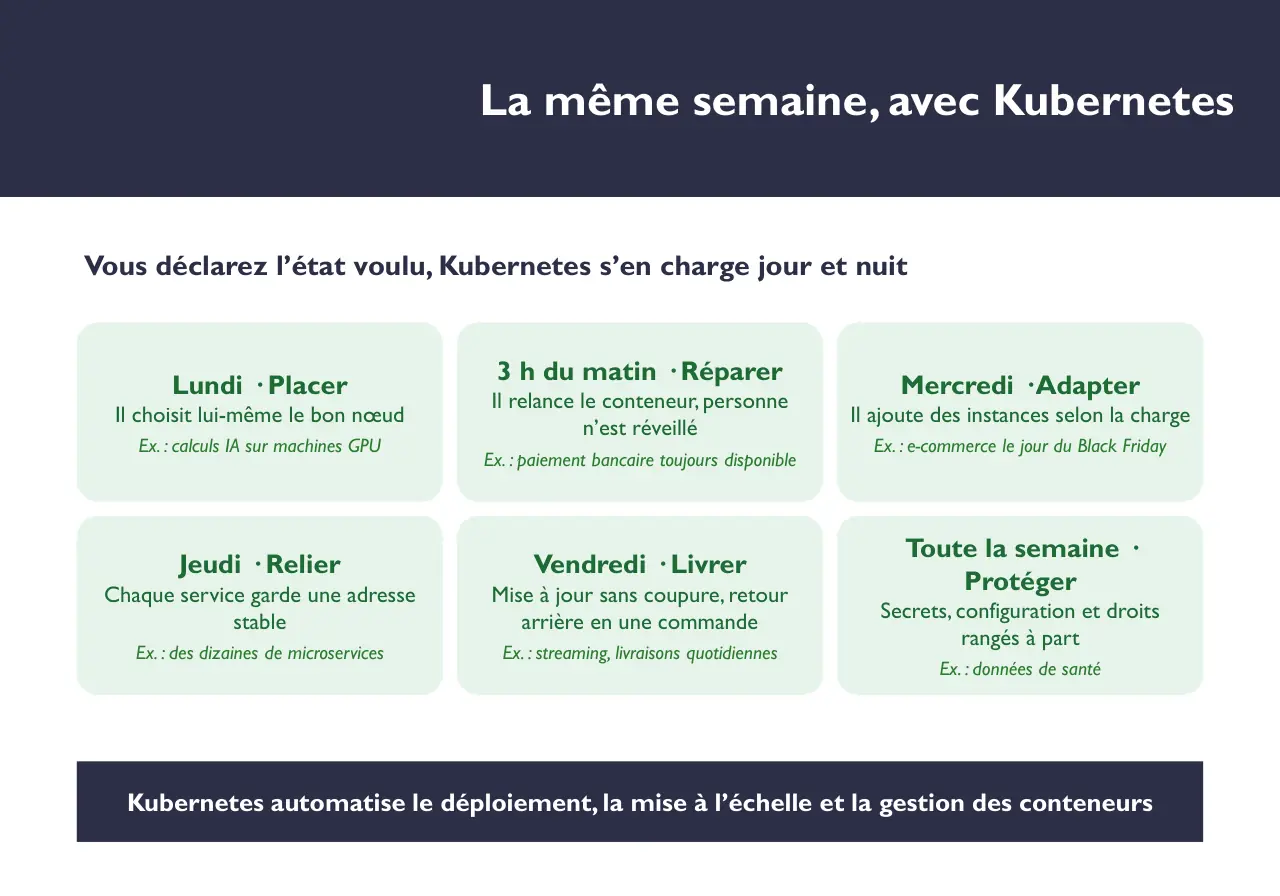 La même semaine, avec Kubernetes
Vous déclarez l’état voulu, Kubernetes s’en charge jour et nuit
Lundi · Placer
Il choisit lui-même le bon nœud
Ex. : calculs IA sur machines GPU
3 h du matin · Réparer
Il relance le conteneur, personne
n’est réveillé
Ex. : paiement bancaire toujours disponible
Mercredi · Adapter
Il ajoute des instances selon la charge
Ex. : e-commerce le jour du Black Friday
Jeudi · Relier
Chaque service garde une adresse
stable
Ex. : des dizaines de microservices
Vendredi · Livrer
Mise à jour sans coupure, retour
arrière en une commande
Ex. : streaming, livraisons quotidiennes
Toute la semaine ·
Protéger
Secrets, configuration et droits
rangés à part
Ex. : données de santé
Kubernetes automatise le déploiement, la mise à l’échelle et la gestion des conteneurs